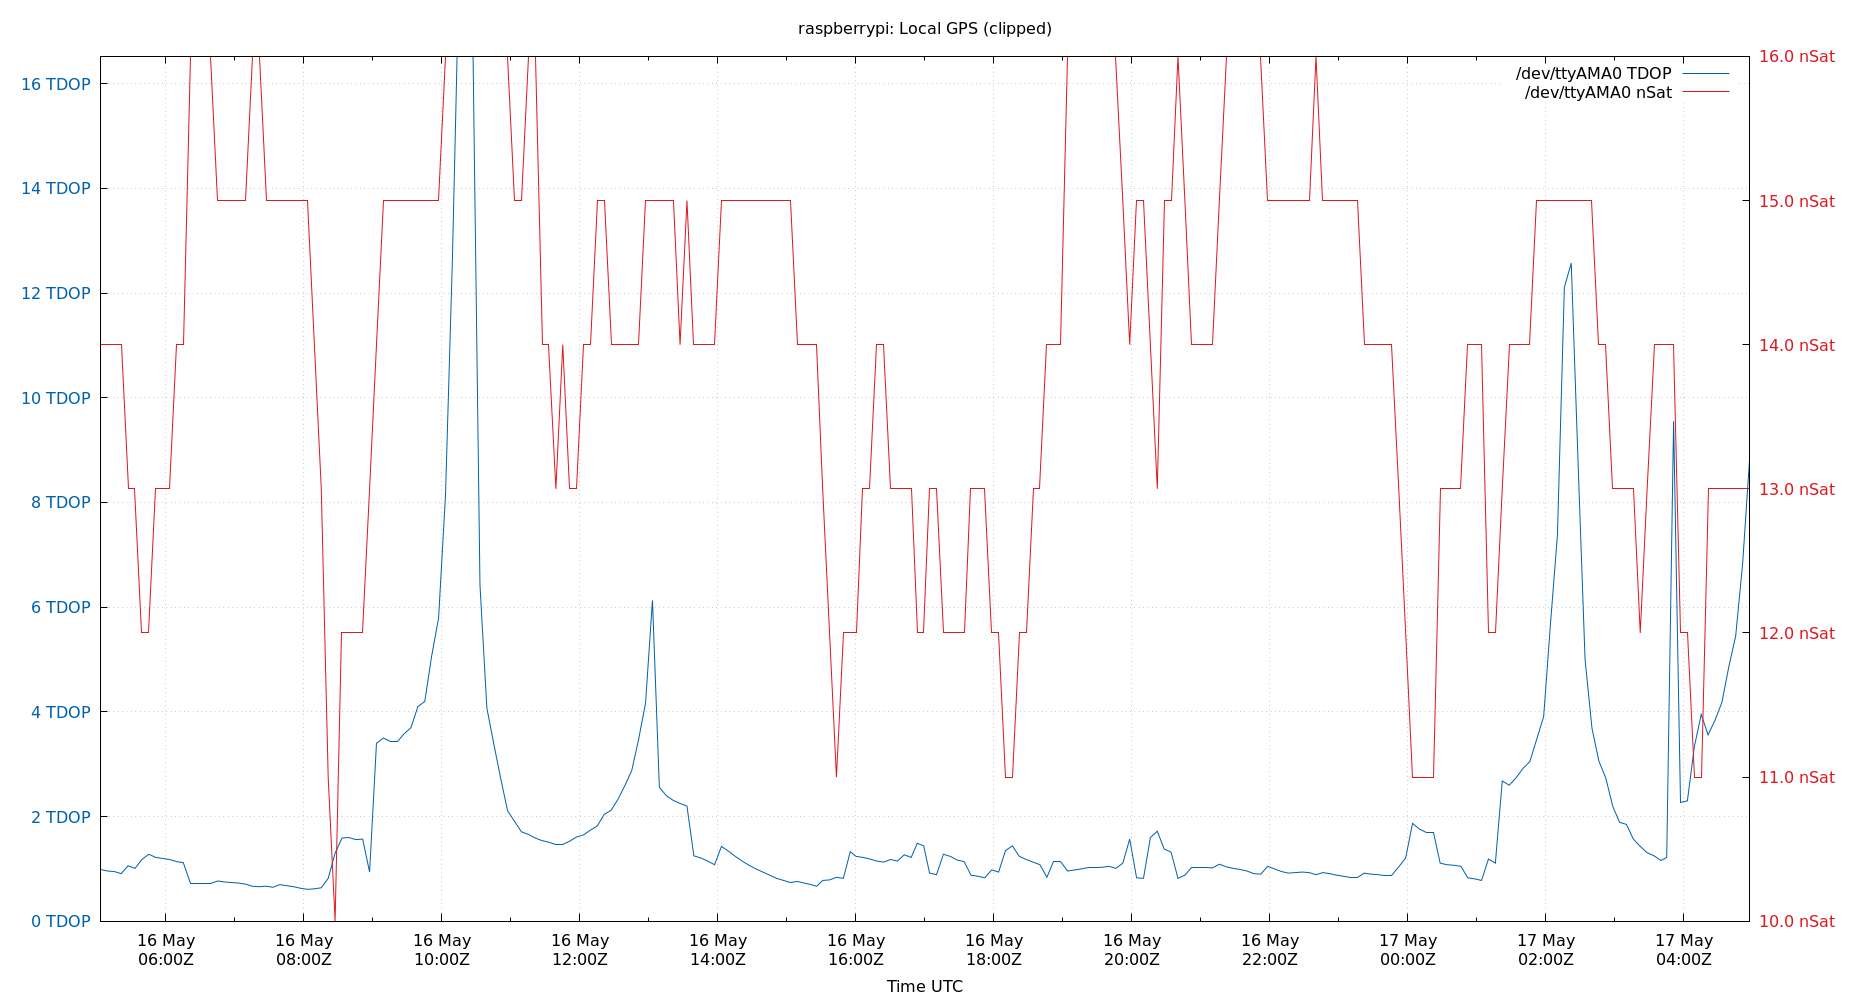 raspberrypi: Local GPS (clipped)
/dev/ttyAMA0 TDOP
/dev/ttyAMA0 nSat
16 TDOP
14 TDOP
12 TDOP
10 TDOP
8 TDOP
6 TDOP
4 TDOP
2 TDOP
0 TDOP
16.0 nSat
15.0 nSat
14.0 nSat
13.0 nSat
12.0 nSat
11.0 nSat
10.0 nSat
16 May
06:00Z
16 May
08:00Z
16 May
10:00Z
16 May
12:00Z
16 May
14:00Z
16 May
16:00Z
16 May
18:00Z
16 May
20:00Z
16 May
22:00Z
17 May
00:00Z
17 May
02:00Z
17 May
04:00Z
Time UTC